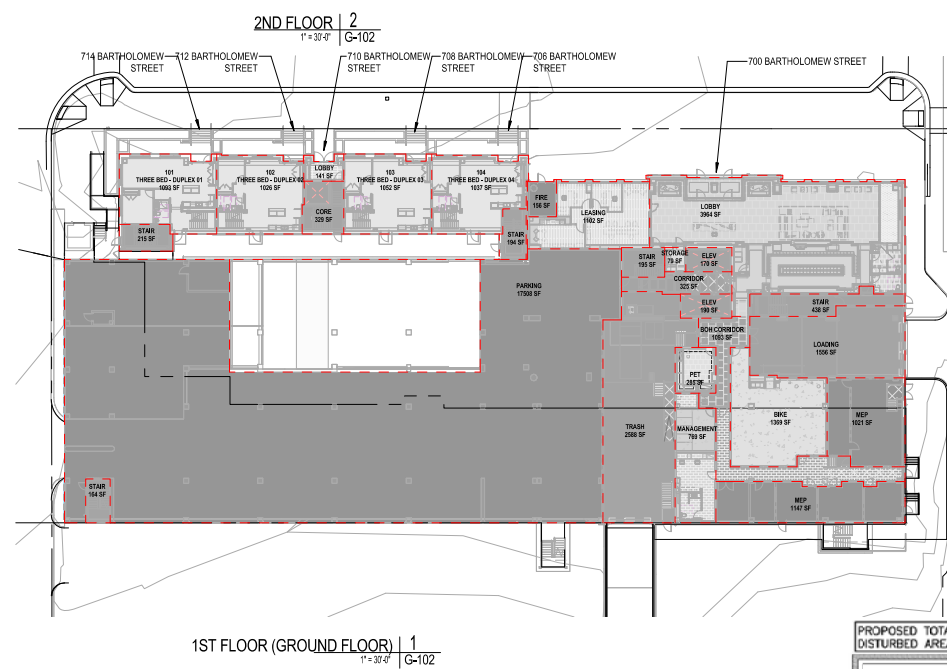 2ND FLOOR 2
1" = 30'-0" G-102
714 BARTHOLOMEW
STREET
712 BARTHOLOMEW
STREET
710 BARTHOLOMEW
STREET
708 BARTHOLOMEW
STREET
706 BARTHOLOMEW
STREET
700 BARTHOLOMEW STREET
101
THREE BED - DUPLEX 01
1093 SF
102
THREE BED - DUPLEX 02
1026 SF
LOBBY
141 SF
103
THREE BED - DUPLEX 03
1052 SF
104
THREE BED - DUPLEX 04
1037 SF
CORE
329 SF
FIRE
156 SF
LEASING
1102 SF
LOBBY
3964 SF
STAIR
215 SF
STAIR
194 SF
STAIR
195 SF
STORAGE
79 SF
ELEV
170 SF
CORRIDOR
325 SF
PARKING
17508 SF
ELEV
190 SF
STAIR
438 SF
BOH CORRIDOR
1093 SF
LOADING
1556 SF
PET
285 SF
BIKE
1369 SF
MEP
1021 SF
TRASH
2588 SF
MANAGEMENT
769 SF
STAIR
164 SF
MEP
1147 SF
1ST FLOOR (GROUND FLOOR) 1
1" = 30'-0" G-102
PROPOSED TOTA
DISTURBED ARE